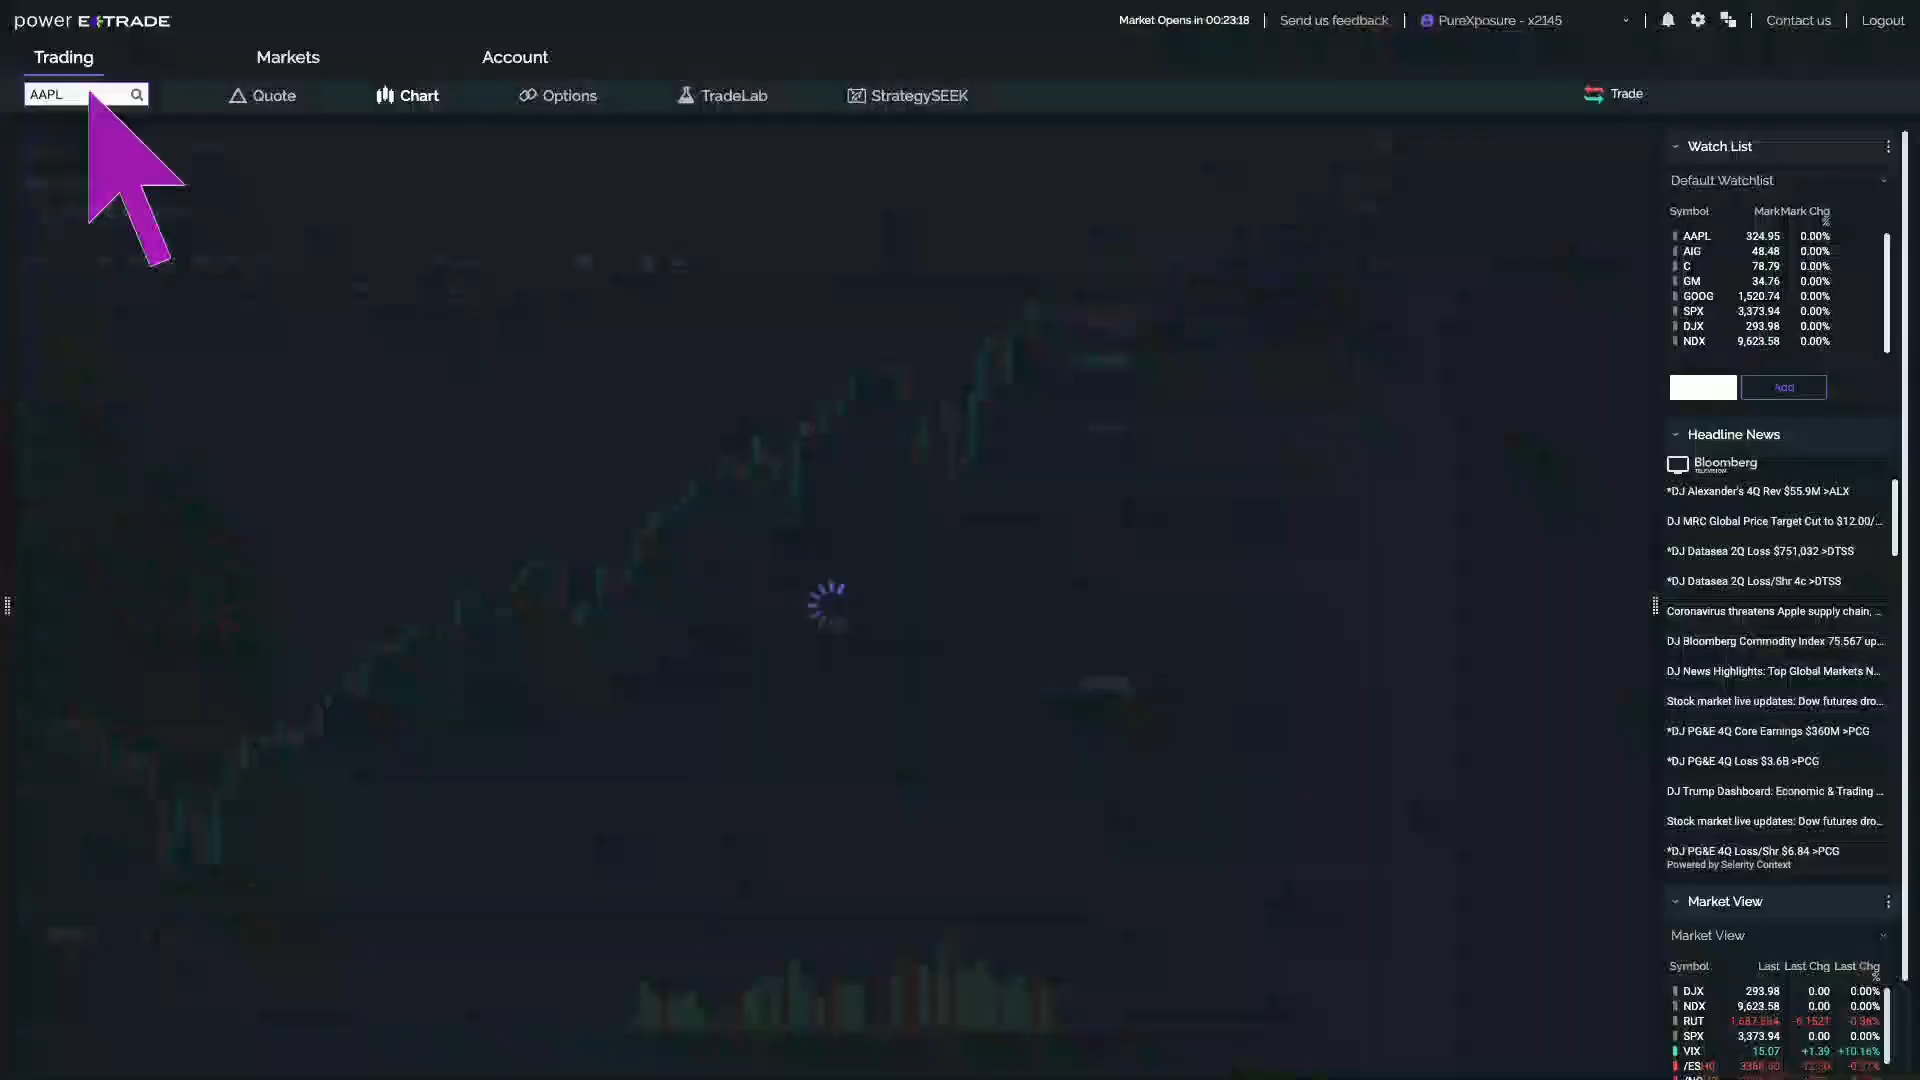 power E*TRADE
Market Opens in 00:23:18
Send us feedback
PureXposure - x2145
Contact us
Logout
Trading
Markets
Account
AAPL
Quote
Chart
Options
TradeLab
StrategySEEK
Trade
Watch List
Default Watchlist
Symbol Mark Mark Chg %
AAPL 324.95 0.00%
AIG 48.48 0.00%
C 78.79 0.00%
GM 34.76 0.00%
GOOG 1,520.74 0.00%
SPX 3,373.94 0.00%
DJX 293.98 0.00%
NDX 9,623.58 0.00%
Add
Headline News
Bloomberg
TELEVISION
*DJ Alexander's 4Q Rev $55.9M >ALX
DJ MRC Global Price Target Cut to $12.00/...
*DJ Datasea 2Q Loss $751,032 >DTSS
*DJ Datasea 2Q Loss/Shr 4c >DTSS
Coronavirus threatens Apple supply chain, ...
DJ Bloomberg Commodity Index 75.567 up...
DJ News Highlights: Top Global Markets N...
Stock market live updates: Dow futures dro...
*DJ PG&E 4Q Core Earnings $360M >PCG
*DJ PG&E 4Q Loss $3.6B >PCG
DJ Trump Dashboard: Economic & Trading ...
Stock market live updates: Dow futures dro...
*DJ PG&E 4Q Loss/Shr $6.84 >PCG
Powered by Selerity Context
Market View
Market View
Symbol Last Last Chg Last Chg %
DJX 293.98 0.00 0.00%
NDX 9,623.58 0.00 0.00%
RUT -6.1521 -0.36%
SPX 3,373.94 0.00 0.00%
VIX 15.07 +1.39 +10.16%
/ESH0